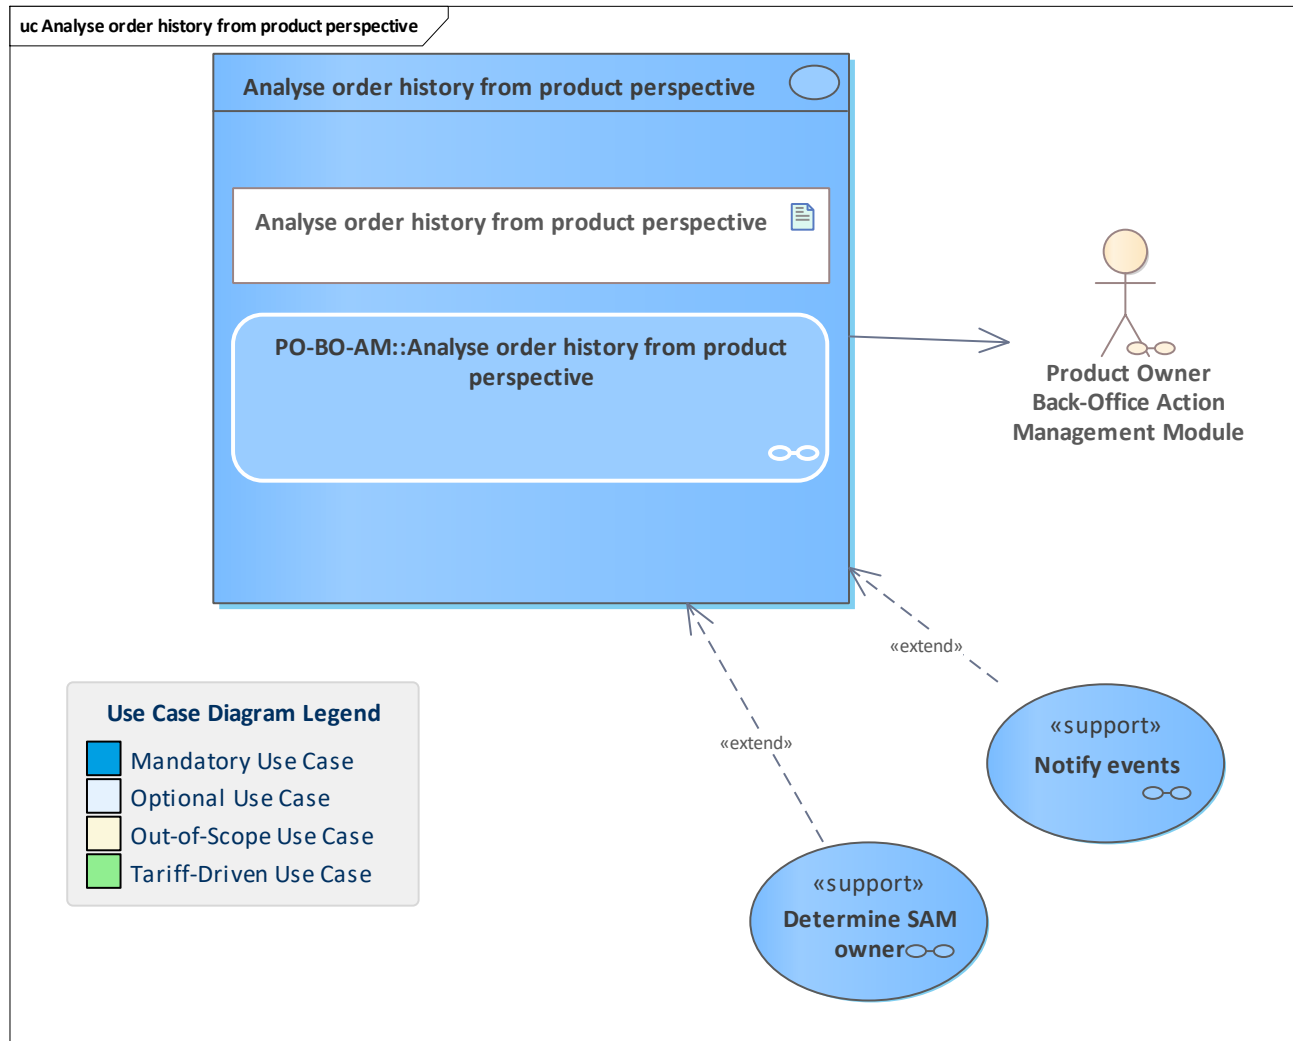 uc Analyse order history from product perspective
Analyse order history from product perspective
Analyse order history from product perspective
PO-BO-AM::Analyse order history from product
perspective
Product Owner
Back-Office Action
Management Module
«extend»
«extend»
«support»
Notify events
«support»
Determine SAM
owner
Use Case Diagram Legend
Mandatory Use Case
Optional Use Case
Out-of-Scope Use Case
Tariff-Driven Use Case